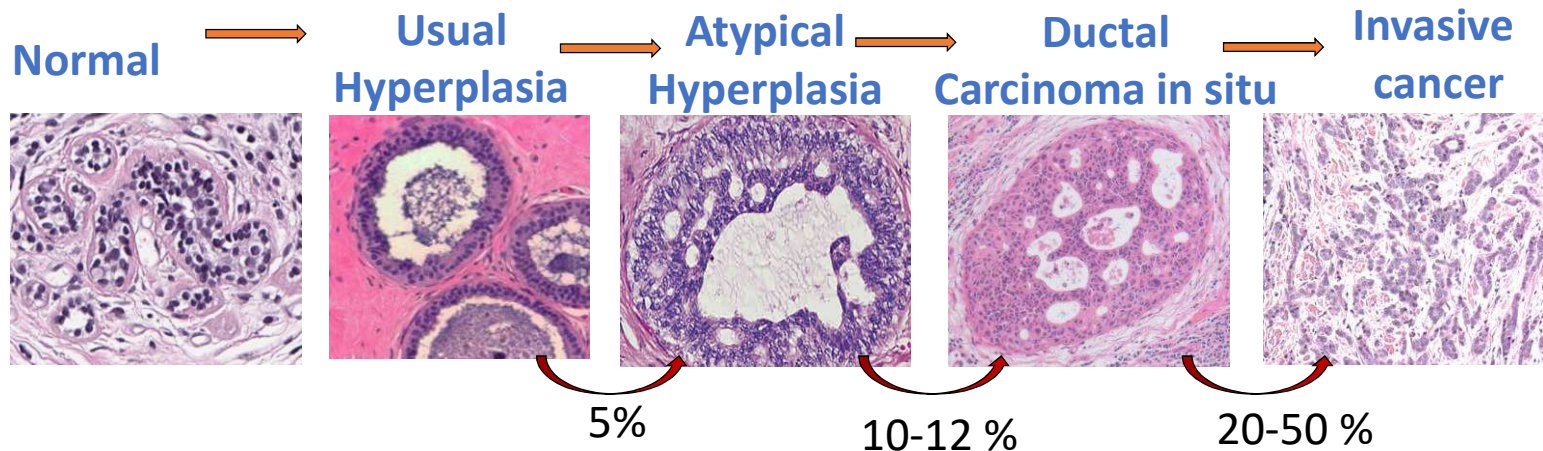 Normal
Usual
Hyperplasia
Atypical
Hyperplasia
Ductal
Carcinoma in situ
Invasive
cancer
5%
10-12 %
20-50 %